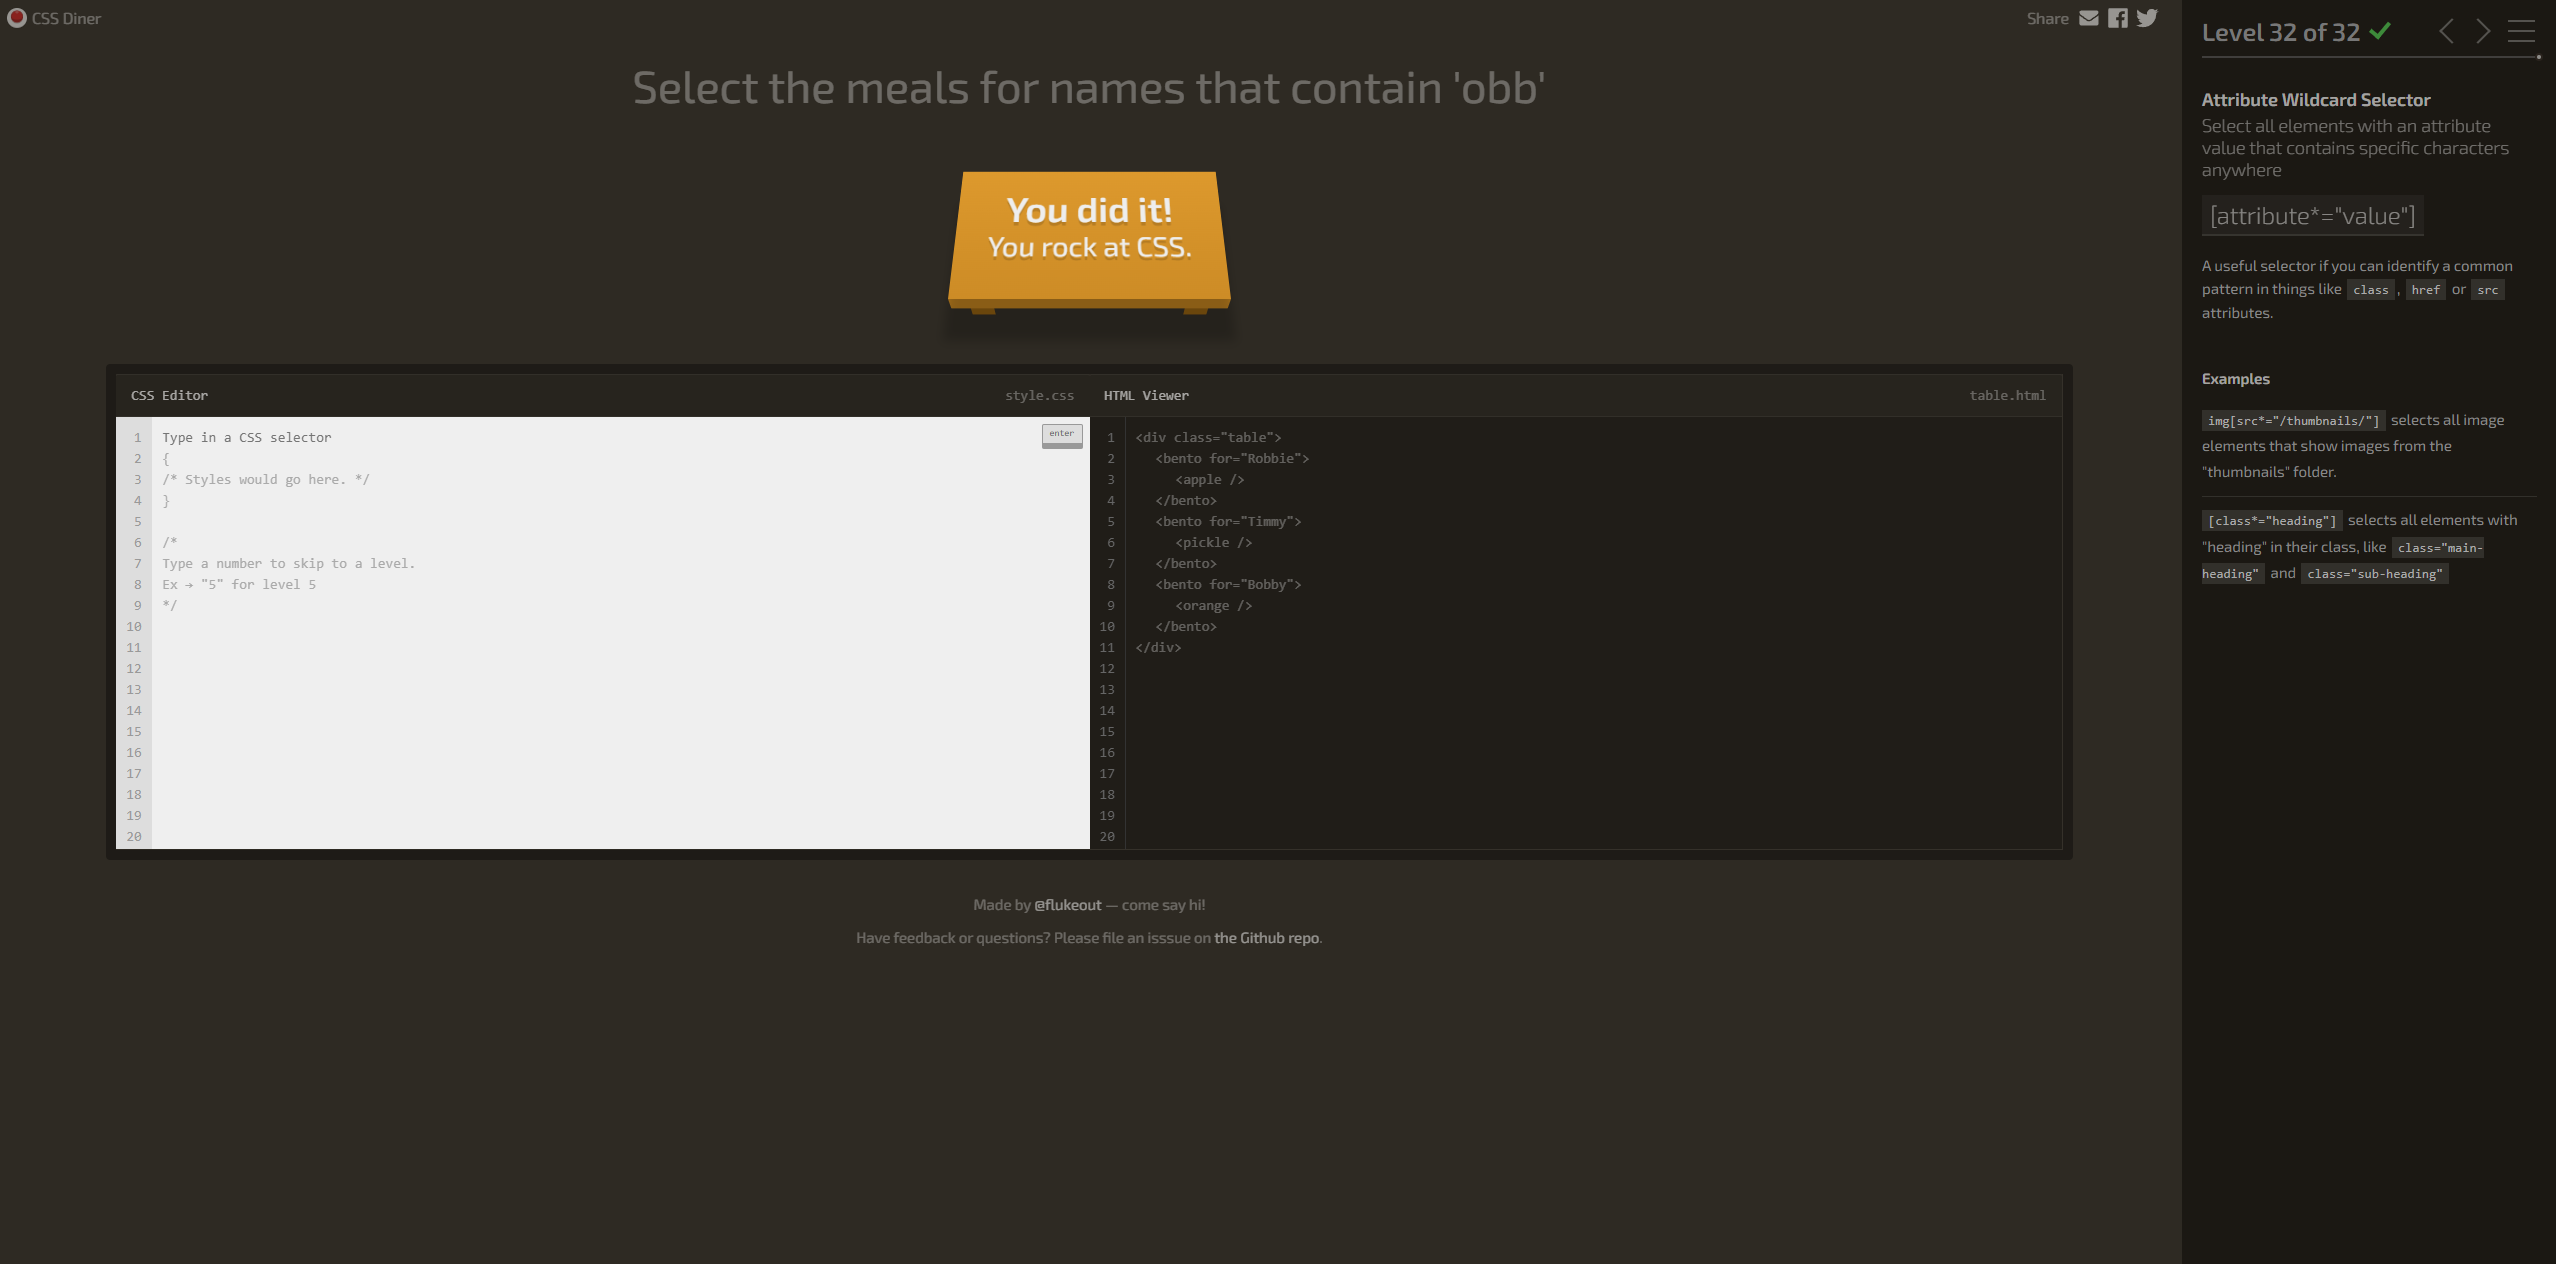 CSS Diner
Share
Select the meals for names that contain 'obb'
You did it!
You rock at CSS.
CSS Editor
style.css
HTML Viewer
table.html
1 Type in a CSS selector
enter
2 {
3 /* Styles would go here. */
4 }
5
6 /*
7 Type a number to skip to a level.
8 Ex → "5" for level 5
9 */
10
11
12
13
14
15
16
17
18
19
20
1 <div class="table">
2 <bento for="Robbie">
3 <apple />
4 </bento>
5 <bento for="Timmy">
6 <pickle />
7 </bento>
8 <bento for="Bobby">
9 <orange />
10 </bento>
11 </div>
12
13
14
15
16
17
18
19
20
Made by @flukeout — come say hi!
Have feedback or questions? Please file an isssue on the Github repo.
Level 32 of 32
Attribute Wildcard Selector
Select all elements with an attribute
value that contains specific characters
anywhere
[attribute*="value"]
A useful selector if you can identify a common
pattern in things like class , href or src
attributes.
Examples
img[src*="/thumbnails/"] selects all image
elements that show images from the
"thumbnails" folder.
[class*="heading"] selects all elements with
"heading" in their class, like class="main-
heading" and class="sub-heading"